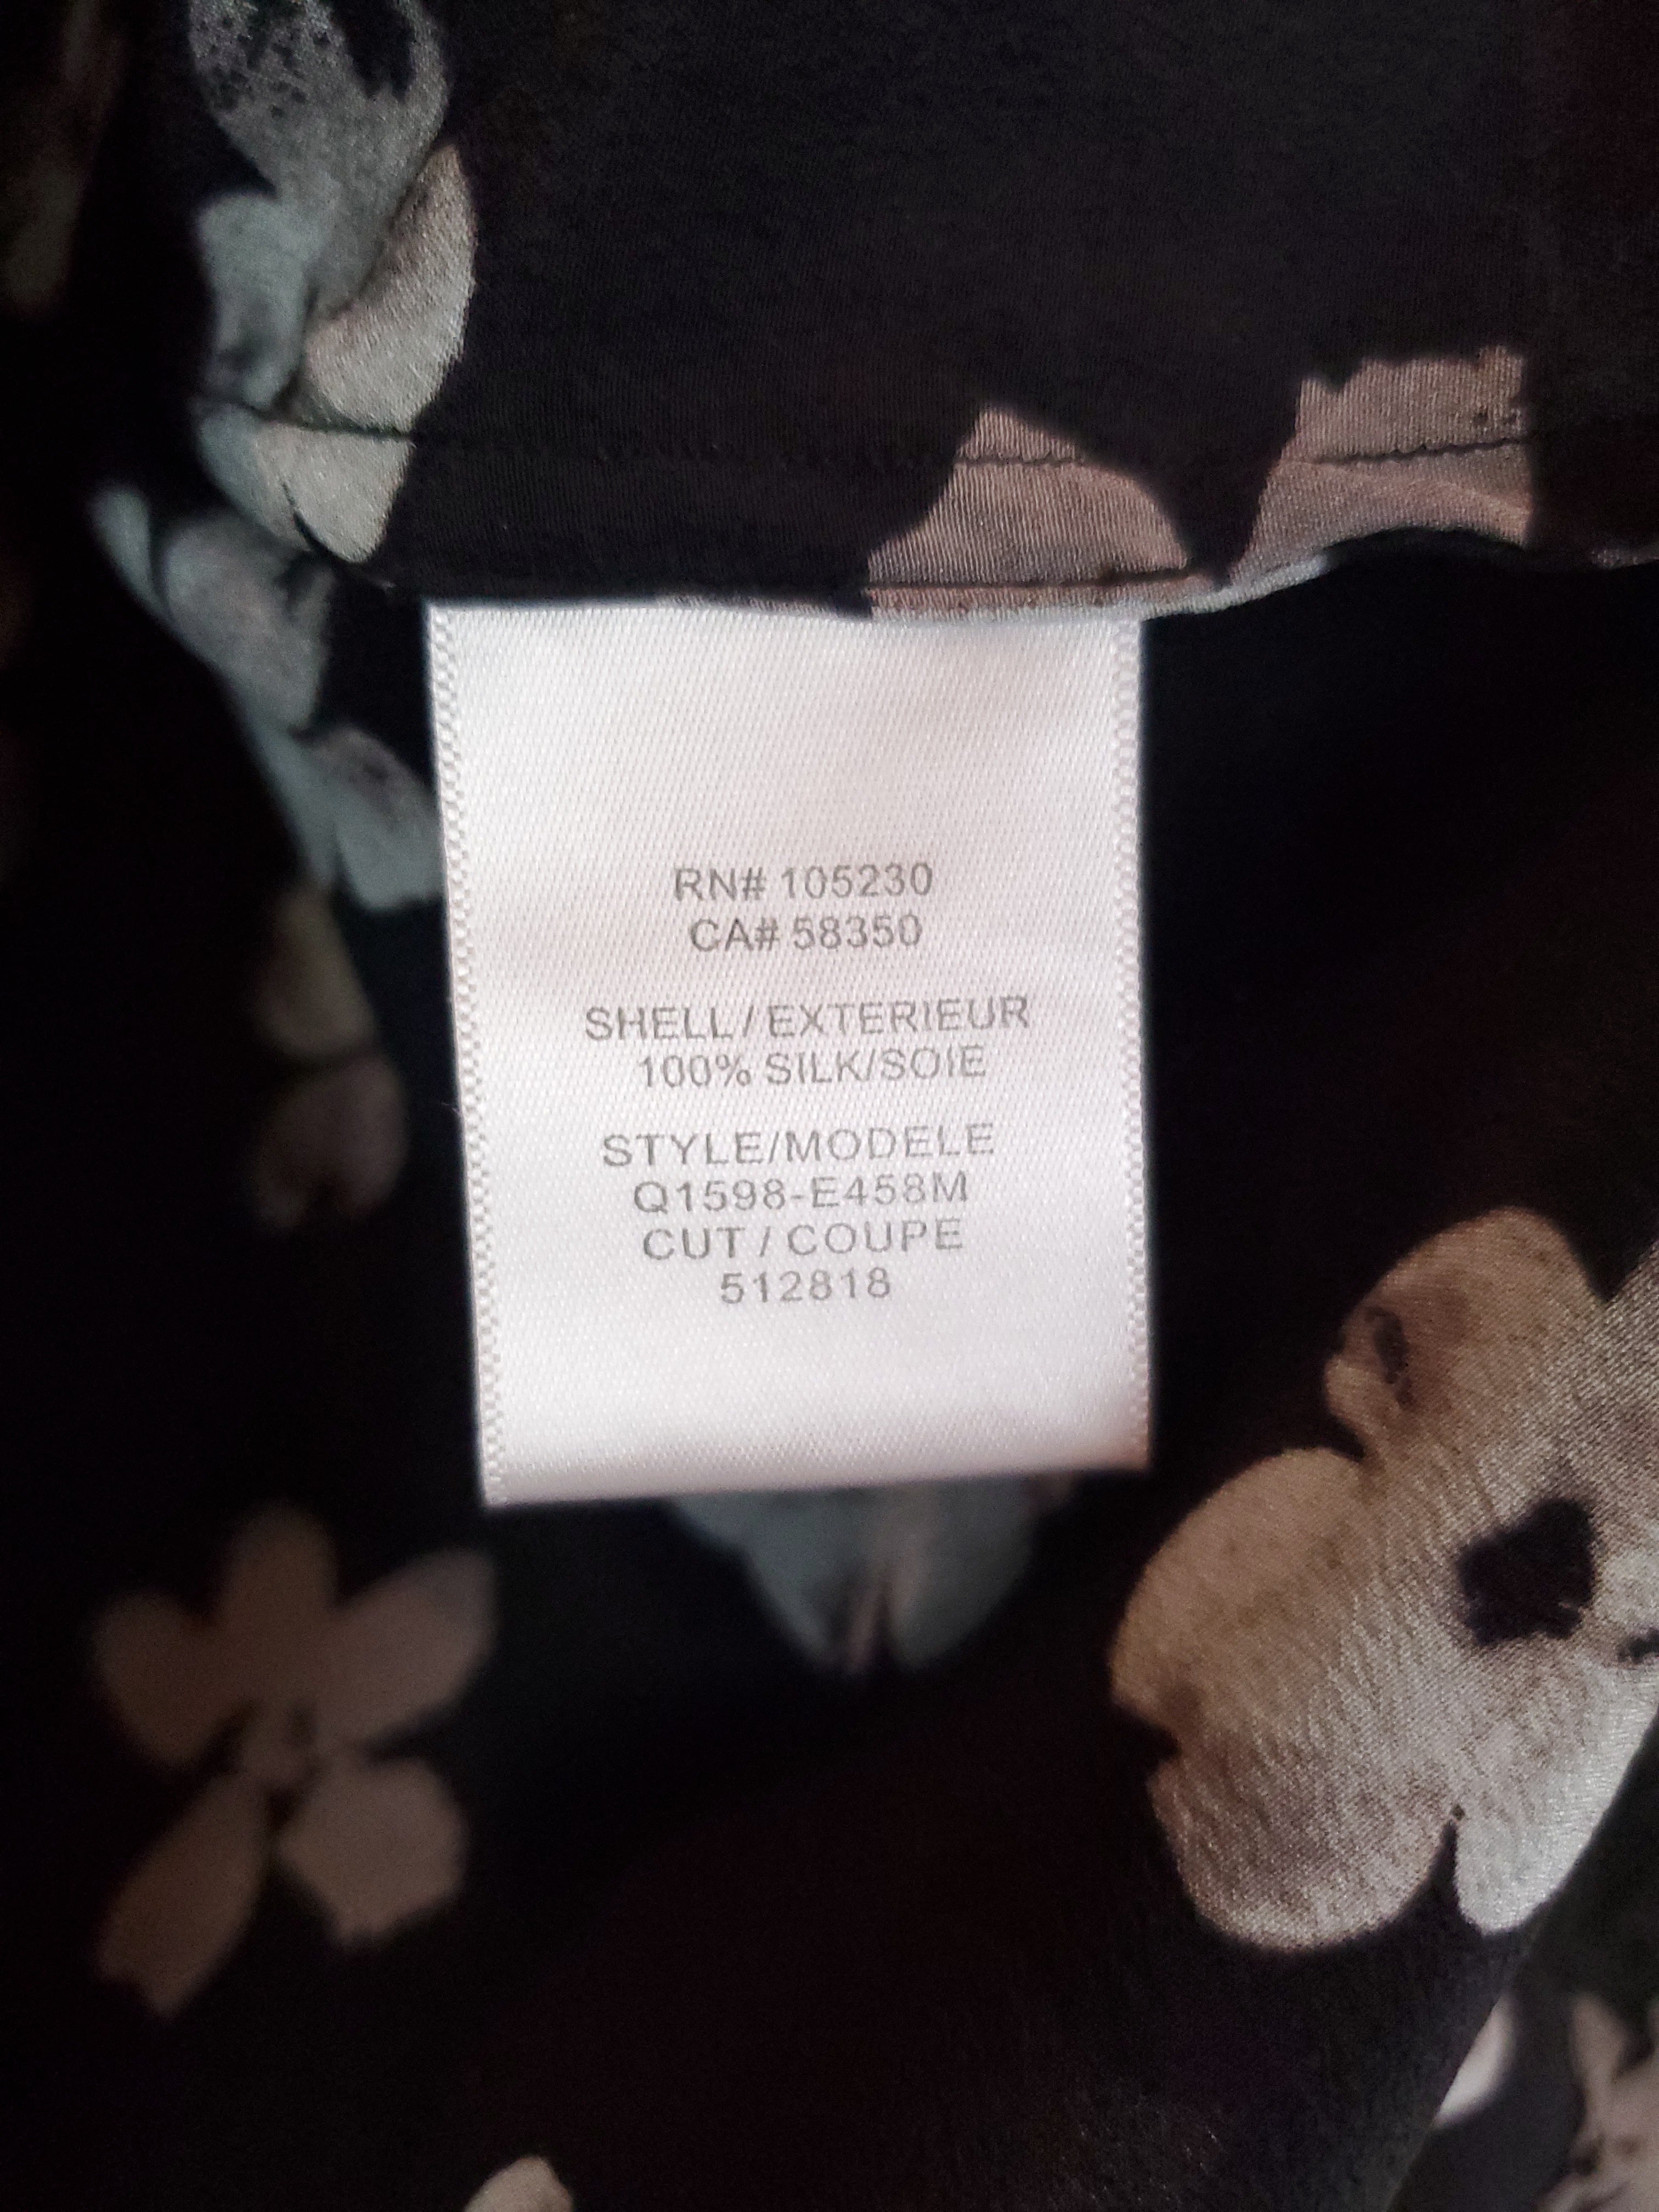 RN# 105230
CA# 58350
SHELL/EXTERIEUR
100% SILK/SOIE
STYLE/MODELE
Q1598-E458M
CUT/COUPE
512818